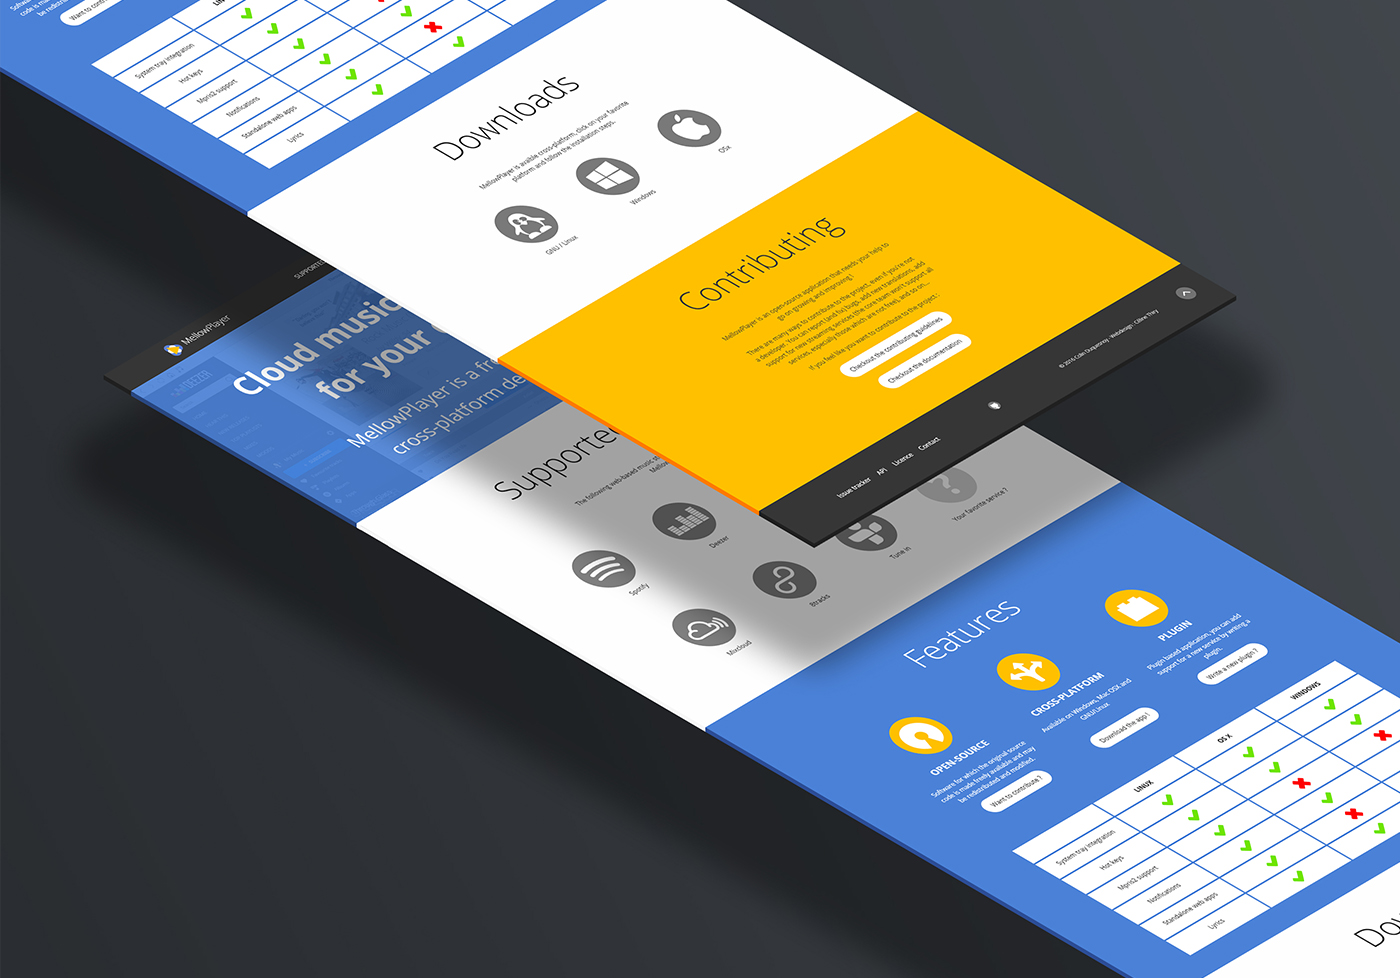 Want to contri
LIN
System tray integration
Hot keys
Mpris2 support
Notifications
Standalone web apps
Lyrics
Downloads
MellowPlayer is avaible cross-platform, click on your favorite
platform and follow the installation steps.
GNU / Linux
Windows
OSx
Contributing
MellowPlayer is an open-source application that needs your help to
go on growing and improving !
There are many ways to contribute to the project, even if you're not
a developer. You can report (and fix) bugs, add new translations, add
support for new streaming services (the core team won't support all
services, especially those which are not free), and so on...
If you feel like you want to contribute to the project :
Checkout the contributing guidelines
Checkout the documentation
Issue tracker API Licence Contact
© 2016 Colin Duquesnoy - Webdesign : Céline Thiry
MellowPlayer
SUPPORTE
DEEZER
Cloud music
for your
MellowPlayer is a fre
cross-platform de
Supported
The following web-based music st
Mellow
Spotify
Deezer
Mixcloud
8tracks
Tune in
Your favorite service ?
Features
OPEN-SOURCE
Software for which the original source
code is made freely available and may
be redistributed and modified.
Want to contribute ?
CROSS-PLATFORM
Available on Windows, Mac OSX and
GNU/Linux
Download the app !
PLUGIN
Plugin based application, you can add
support for a new service by writing a
plugin.
Write a new plugin ?
LINUX
OS X
WINDOWS
System tray integration
Hot keys
Mpris2 support
Notifications
Standalone web apps
Lyrics
Do